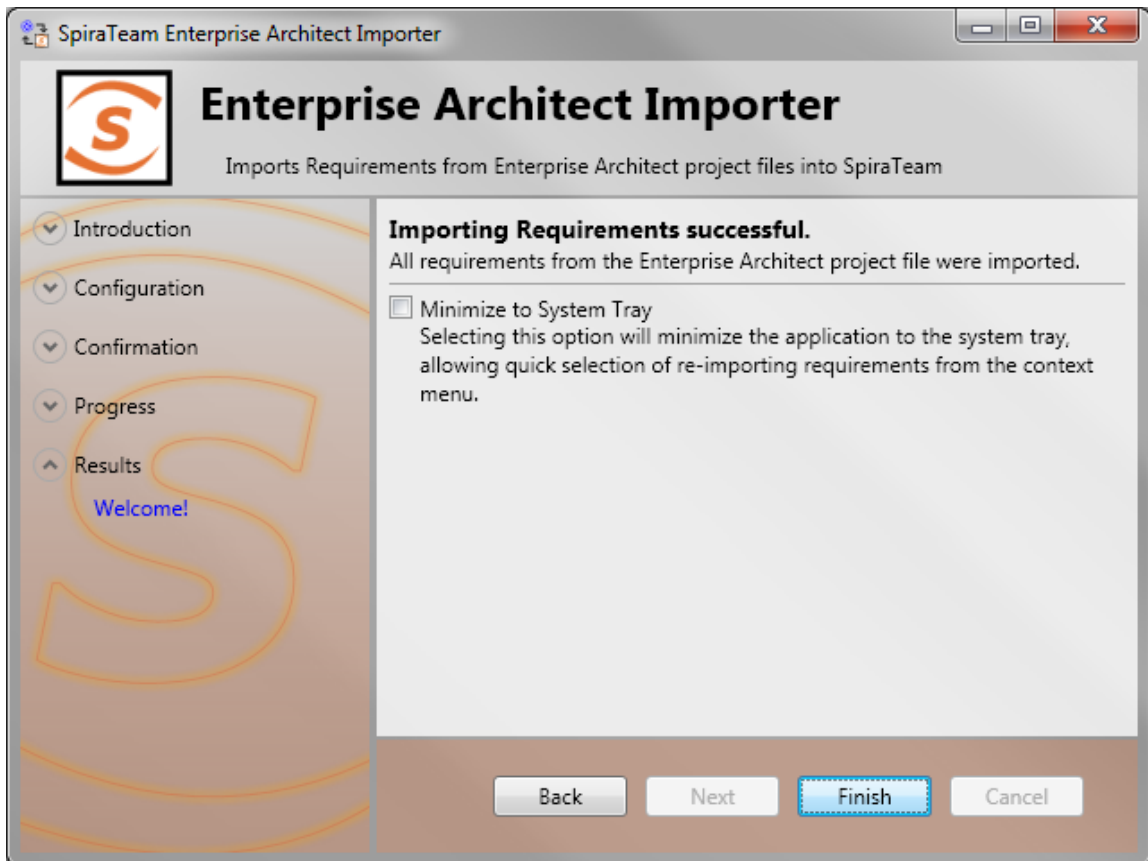 SpiraTeam Enterprise Architect Importer
S
Enterprise Architect Importer
Imports Requirements from Enterprise Architect project files into SpiraTeam
Introduction
Configuration
Confirmation
Progress
Results
Welcome!
Importing Requirements successful.
All requirements from the Enterprise Architect project file were imported.
Minimize to System Tray
Selecting this option will minimize the application to the system tray,
allowing quick selection of re-importing requirements from the context
menu.
Back
Next
Finish
Cancel